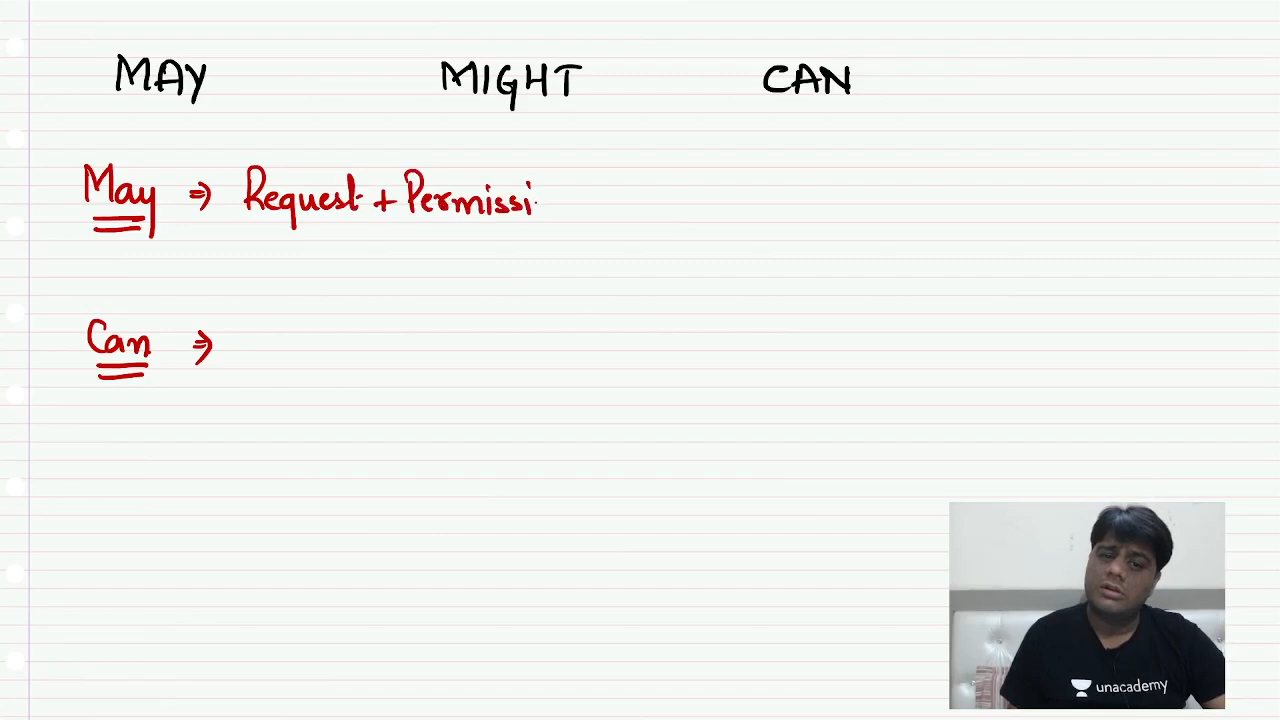 MAY MIGHT CAN
May ⇒ Request + Permissi
Can ⇒
unacademy